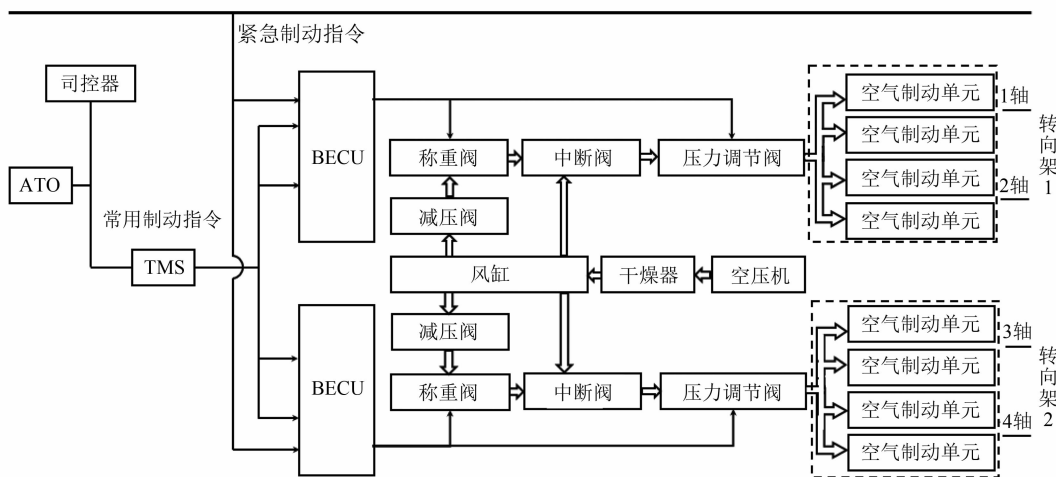 紧急制动指令
司控器
ATO
常用制动指令
TMS
BECU
称重阀
中断阀
压力调节阀
减压阀
风缸
干燥器
空压机
减压阀
BECU
称重阀
中断阀
压力调节阀
空气制动单元
空气制动单元
空气制动单元
空气制动单元
1轴
2轴
转向架1
空气制动单元
空气制动单元
空气制动单元
空气制动单元
3轴
4轴
转向架2